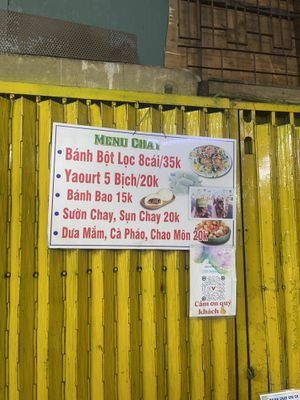 MENU CHAY
• Bánh Bột Lọc 8cái/35k
• Yaourt 5 Bịch/20k
• Bánh Bao 15k
• Sườn Chay, Sụn Chay 20k
• Dưa Mắm, Cà Pháo, Chao Môn 20k
Cảm ơn quý
khách